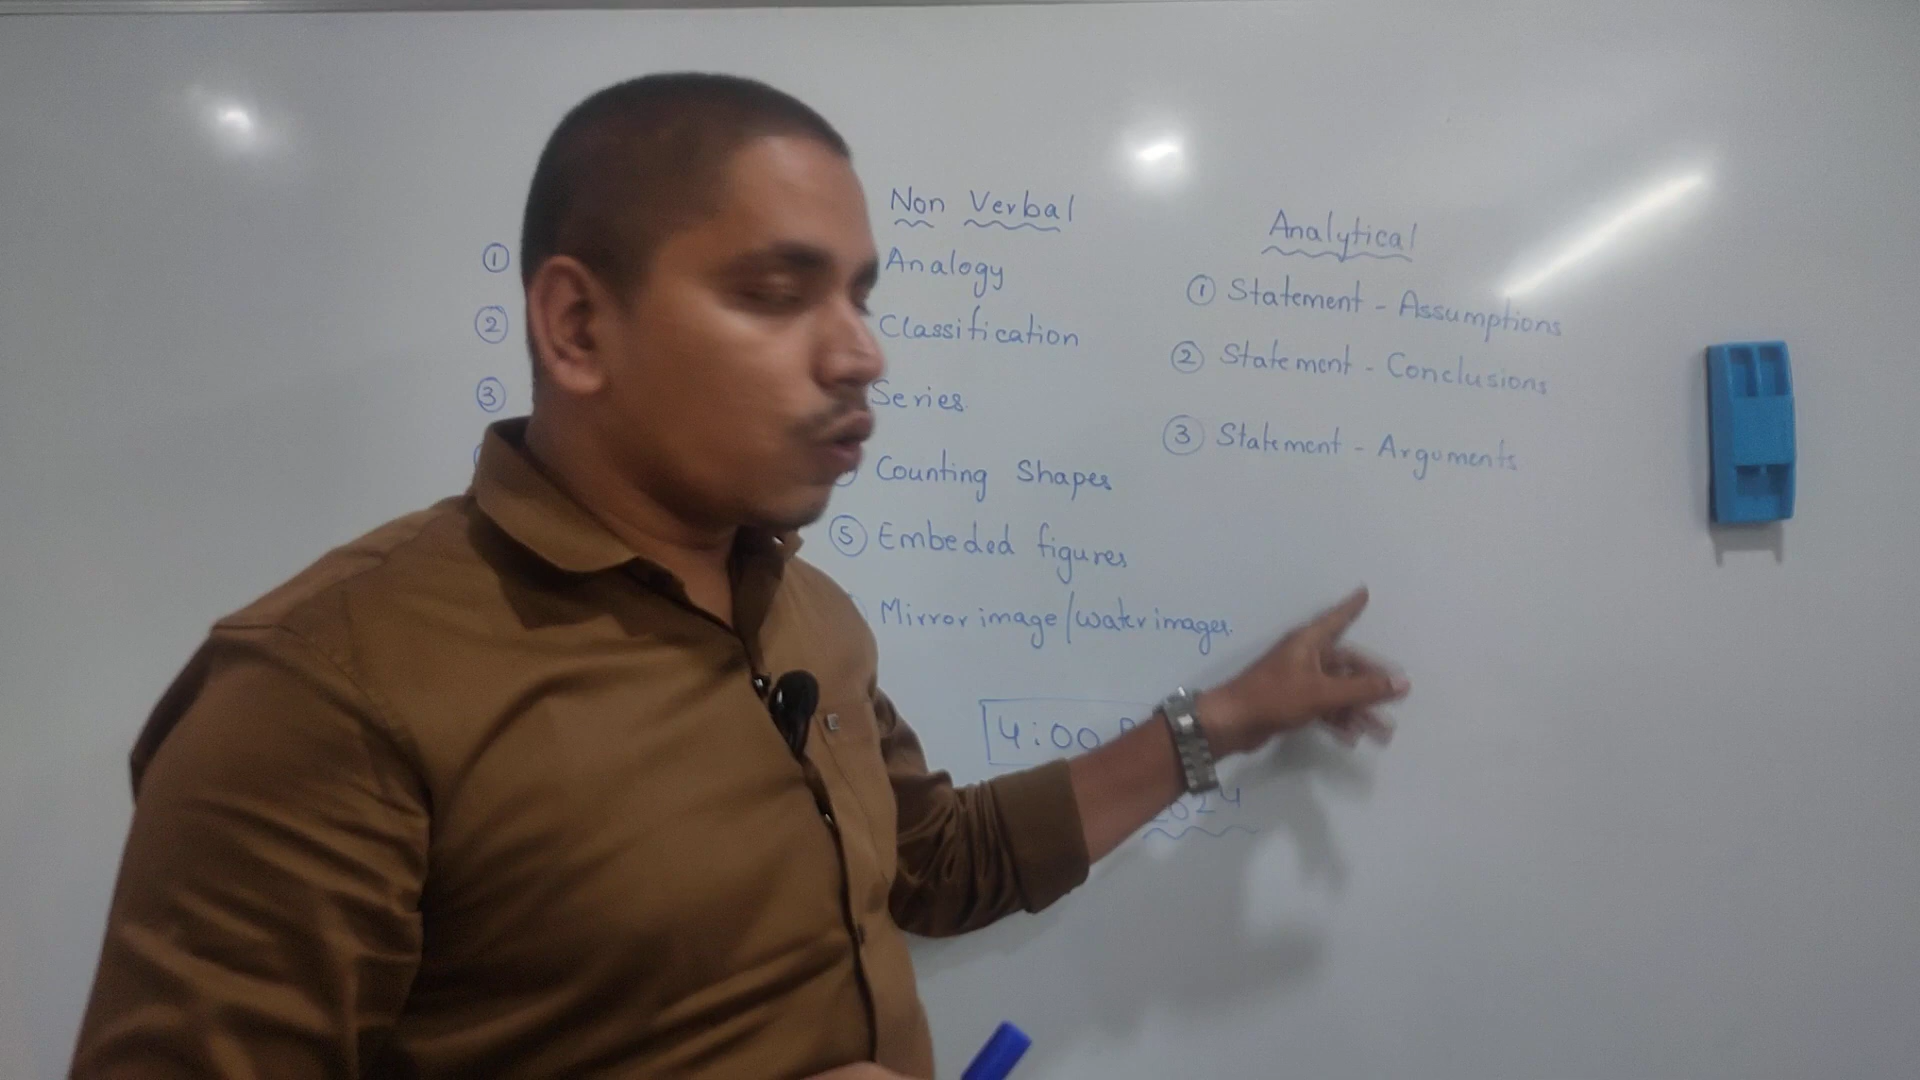 Non Verbal
Analogy
Classification
Series.
Counting Shapes
⑤ Embeded figures
Mirror image/water images.
4:00
2024
Analytical
① Statement - Assumptions
② Statement - Conclusions
③ Statement - Arguments
①
②
③